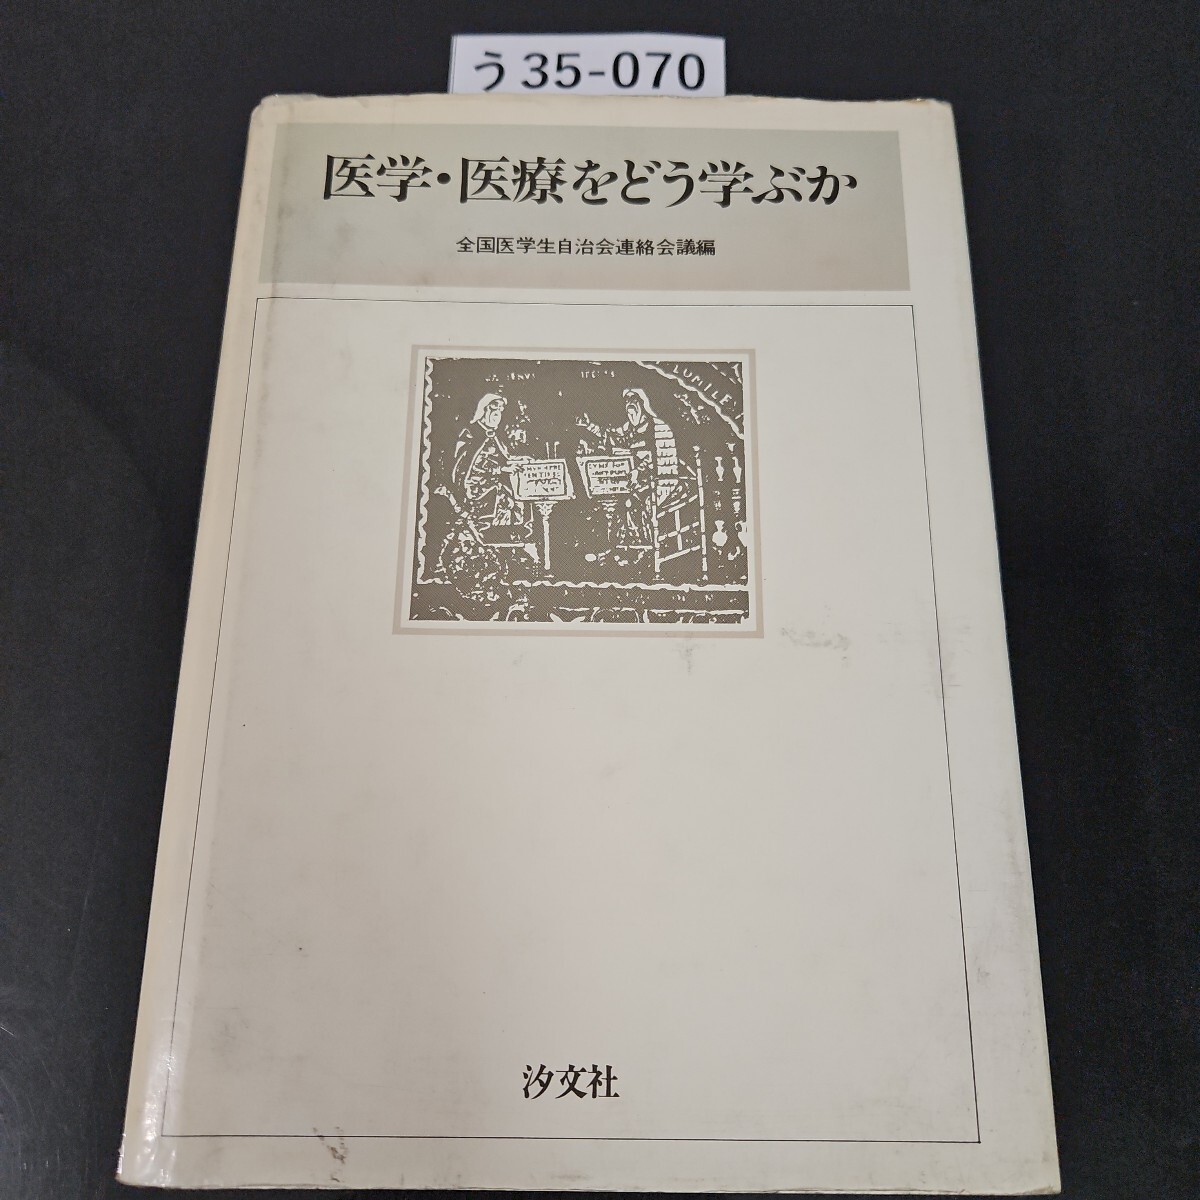 う35-070
医学・医療をどう学ぶか
全国医学生自治会連絡会議編
LUMILE
汐文社